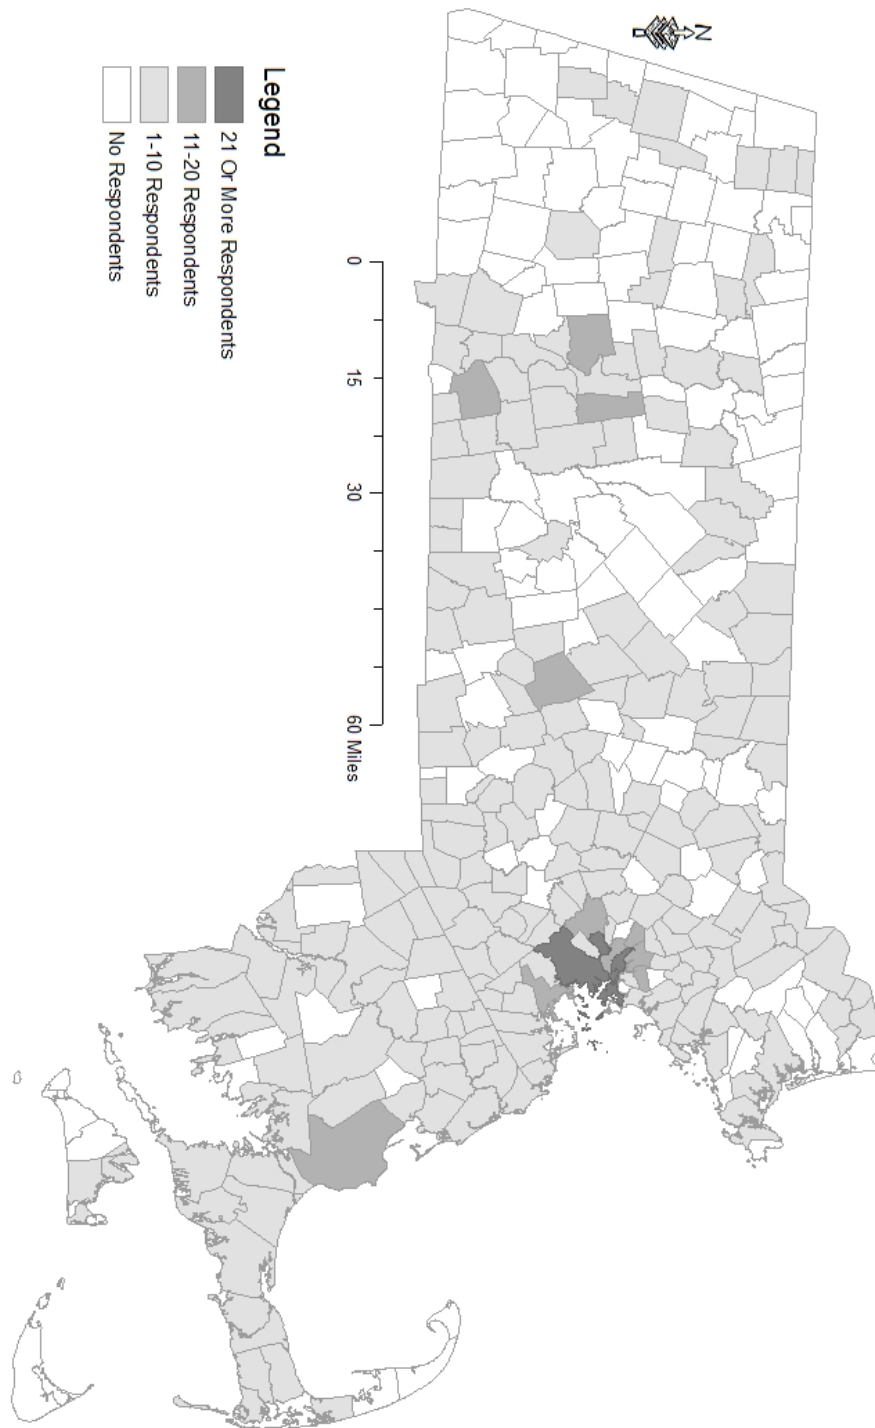 N
Legend
21 Or More Respondents
11-20 Respondents
1-10 Respondents
No Respondents
0 15 30 60 Miles